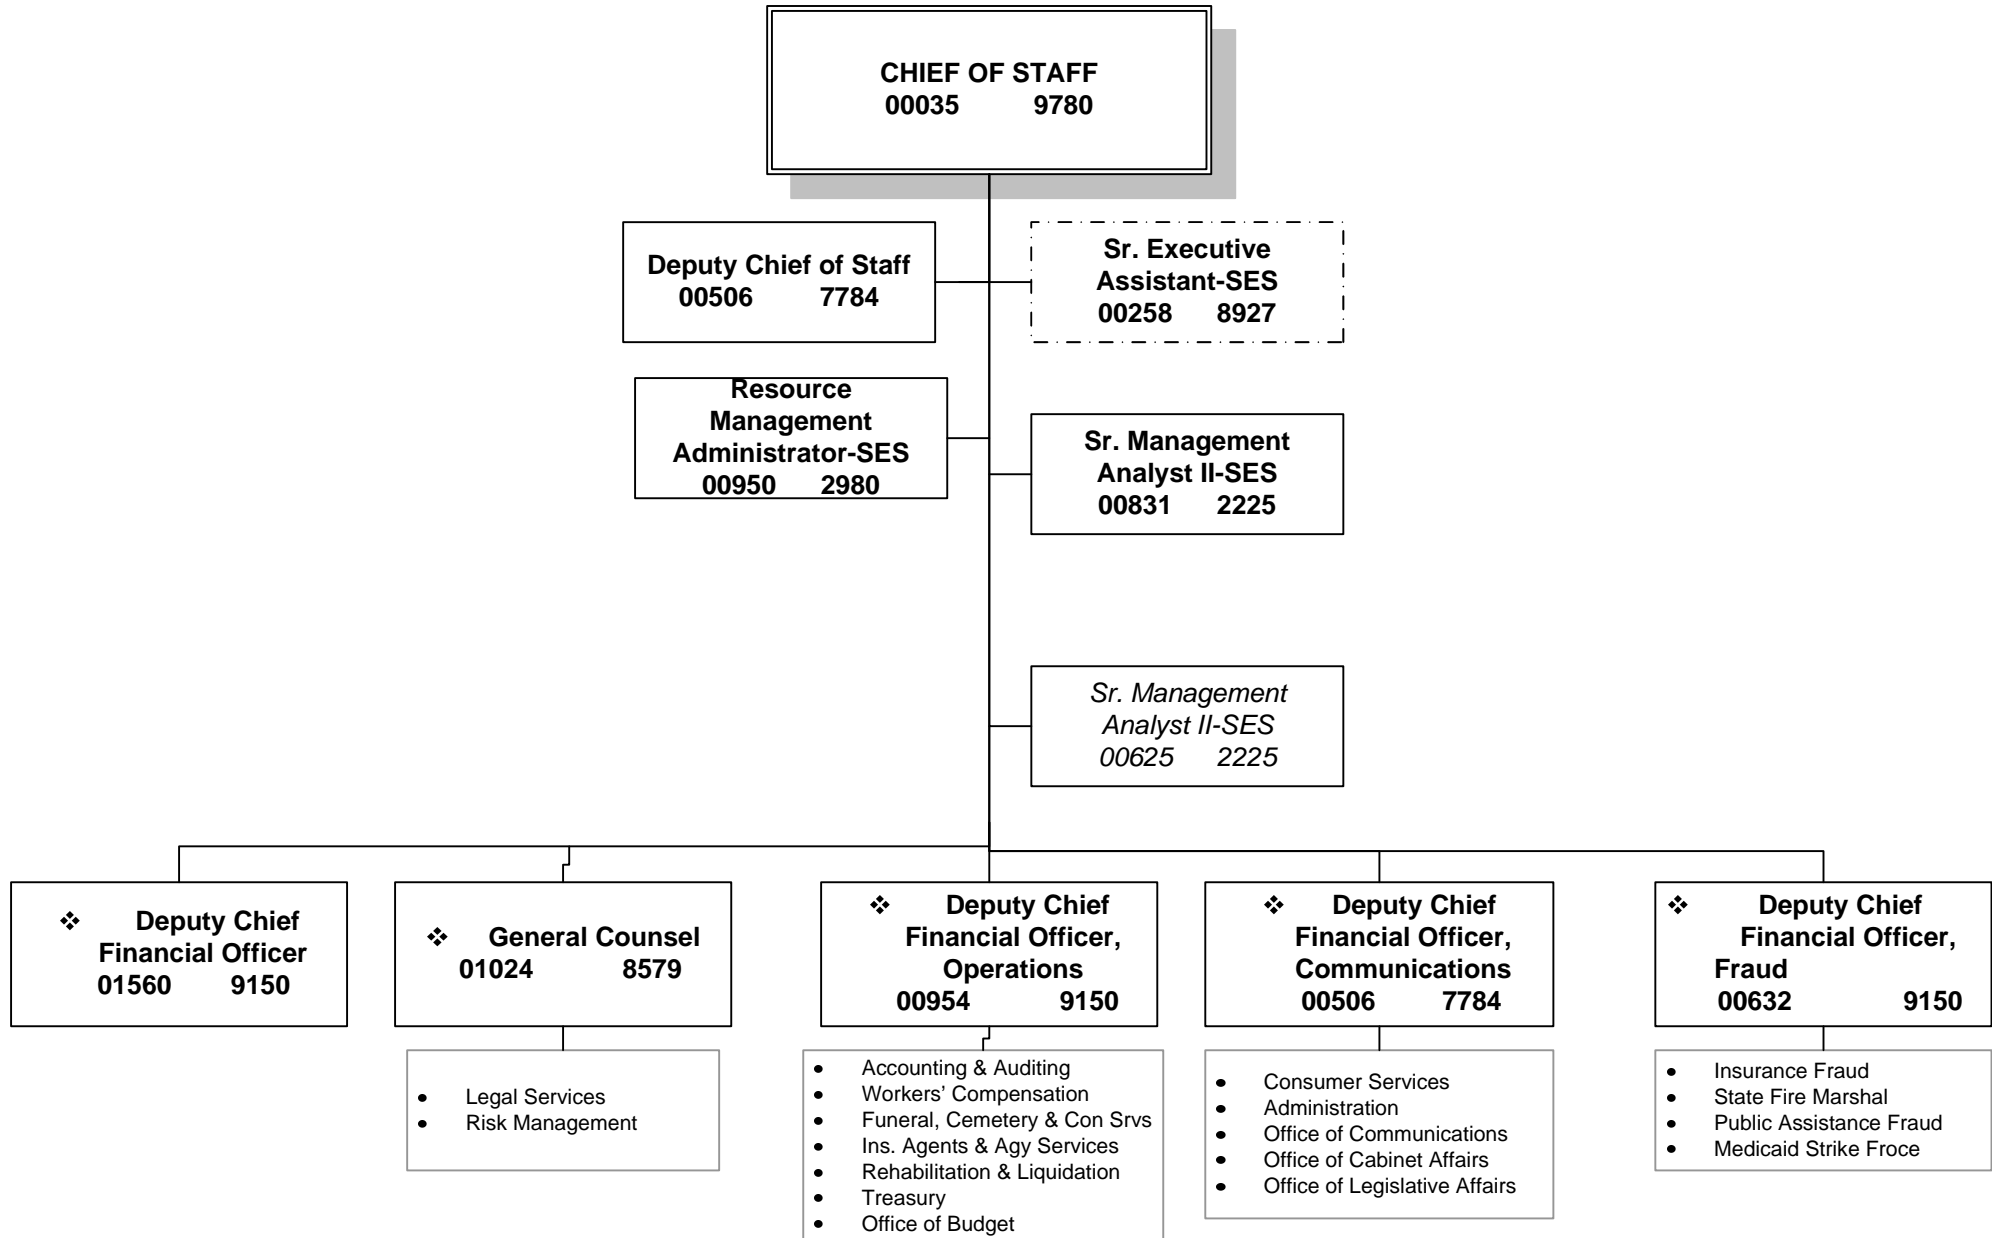 CHIEF OF STAFF
00035 9780
Deputy Chief of Staff
00506 7784
Sr. Executive
Assistant-SES
00258 8927
Resource
Management
Administrator-SES
00950 2980
Sr. Management
Analyst II-SES
00831 2225
Sr. Management
Analyst II-SES
00625 2225
❖ Deputy Chief
Financial Officer
01560 9150
❖ General Counsel
01024 8579
❖ Deputy Chief
Financial Officer,
Operations
00954 9150
❖ Deputy Chief
Financial Officer,
Communications
00506 7784
❖ Deputy Chief
Financial Officer,
Fraud
00632 9150
• Legal Services
• Risk Management
• Accounting & Auditing
• Workers’ Compensation
• Funeral, Cemetery & Con Srvs
• Ins. Agents & Agy Services
• Rehabilitation & Liquidation
• Treasury
• Office of Budget
• Consumer Services
• Administration
• Office of Communications
• Office of Cabinet Affairs
• Office of Legislative Affairs
• Insurance Fraud
• State Fire Marshal
• Public Assistance Fraud
• Medicaid Strike Froce